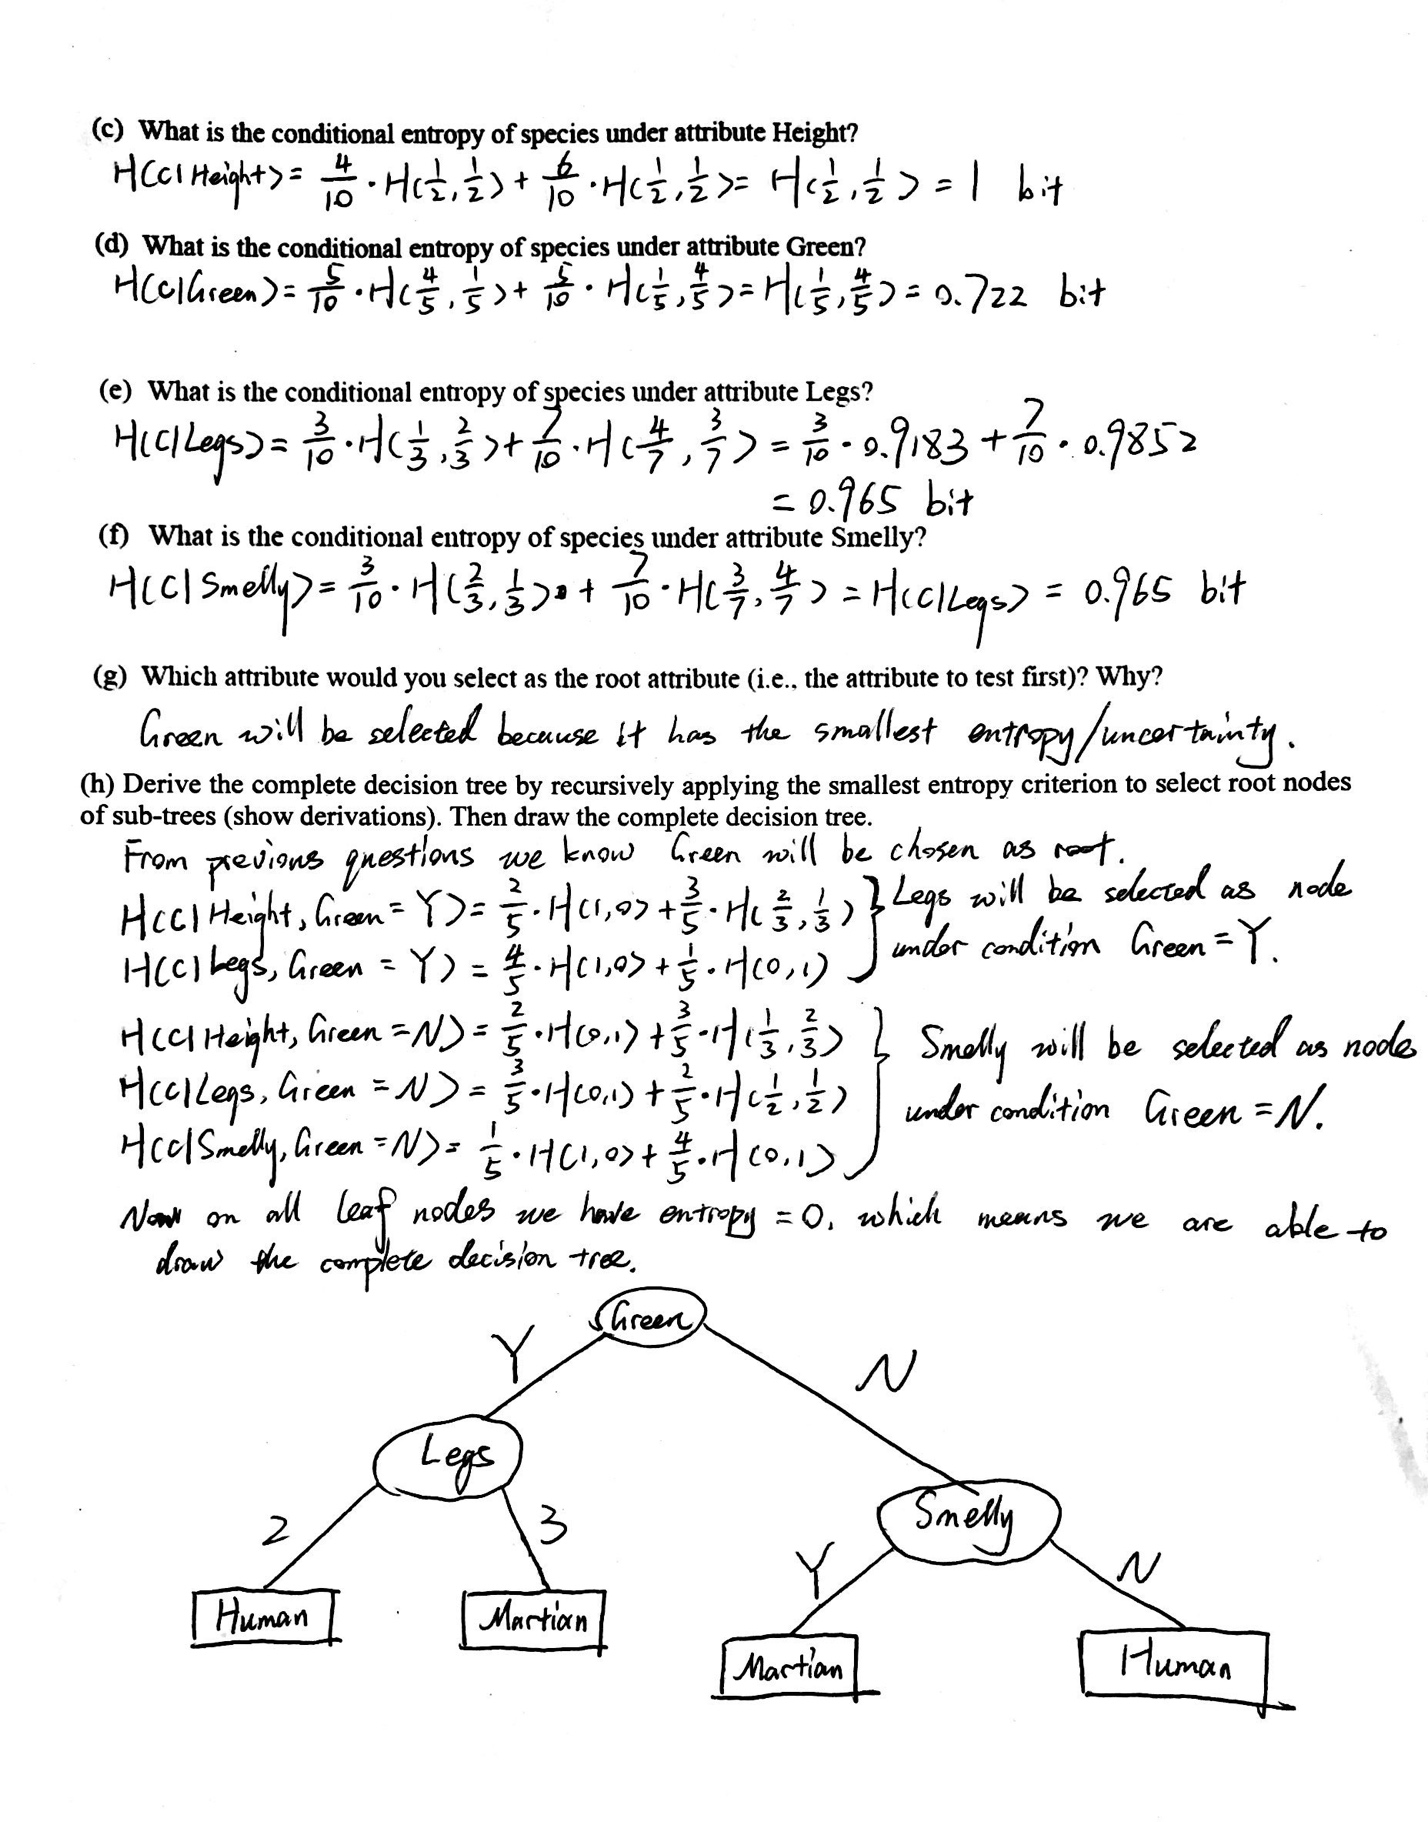 (c) What is the conditional entropy of species under attribute Height?
H(C|Height) = 4/10 · H(1/2, 1/2) + 6/10 · H(1/2, 1/2) = H(1/2, 1/2) = 1 bit
(d) What is the conditional entropy of species under attribute Green?
H(C|Green) = 5/10 · H(4/5, 1/5) + 5/10 · H(1/5, 4/5) = H(1/5, 4/5) = 0.722 bit
(e) What is the conditional entropy of species under attribute Legs?
H(C|Legs) = 3/10 · H(1/3, 2/3) + 7/10 · H(4/7, 3/7) = 3/10 · 0.9183 + 7/10 · 0.9852
= 0.965 bit
(f) What is the conditional entropy of species under attribute Smelly?
H(C|Smelly) = 3/10 · H(2/3, 1/3) + 7/10 · H(3/7, 4/7) = H(C|Legs) = 0.965 bit
(g) Which attribute would you select as the root attribute (i.e., the attribute to test first)? Why?
Green will be selected because it has the smallest entropy/uncertainty.
(h) Derive the complete decision tree by recursively applying the smallest entropy criterion to select root nodes
of sub-trees (show derivations). Then draw the complete decision tree.
From previous questions we know Green will be chosen as root.
H(C|Height, Green = Y) = 2/5 · H(1,0) + 3/5 · H(2/3, 1/3) } Legs will be selected as node
H(C|Legs, Green = Y) = 4/5 · H(1,0) + 1/5 · H(0,1) under condition Green = Y.
H(C|Height, Green = N) = 2/5 · H(0,1) + 3/5 · H(1/3, 2/3) } Smelly will be selected as node
H(C|Legs, Green = N) = 3/5 · H(0,1) + 2/5 · H(1/2, 1/2) under condition Green = N.
H(C|Smelly, Green = N) = 1/5 · H(1,0) + 4/5 · H(0,1)
Now on all leaf nodes we have entropy = 0, which means we are able to
draw the complete decision tree.
Green
Y
N
Legs
Smelly
2
3
Y
N
Human
Martian
Martian
Human